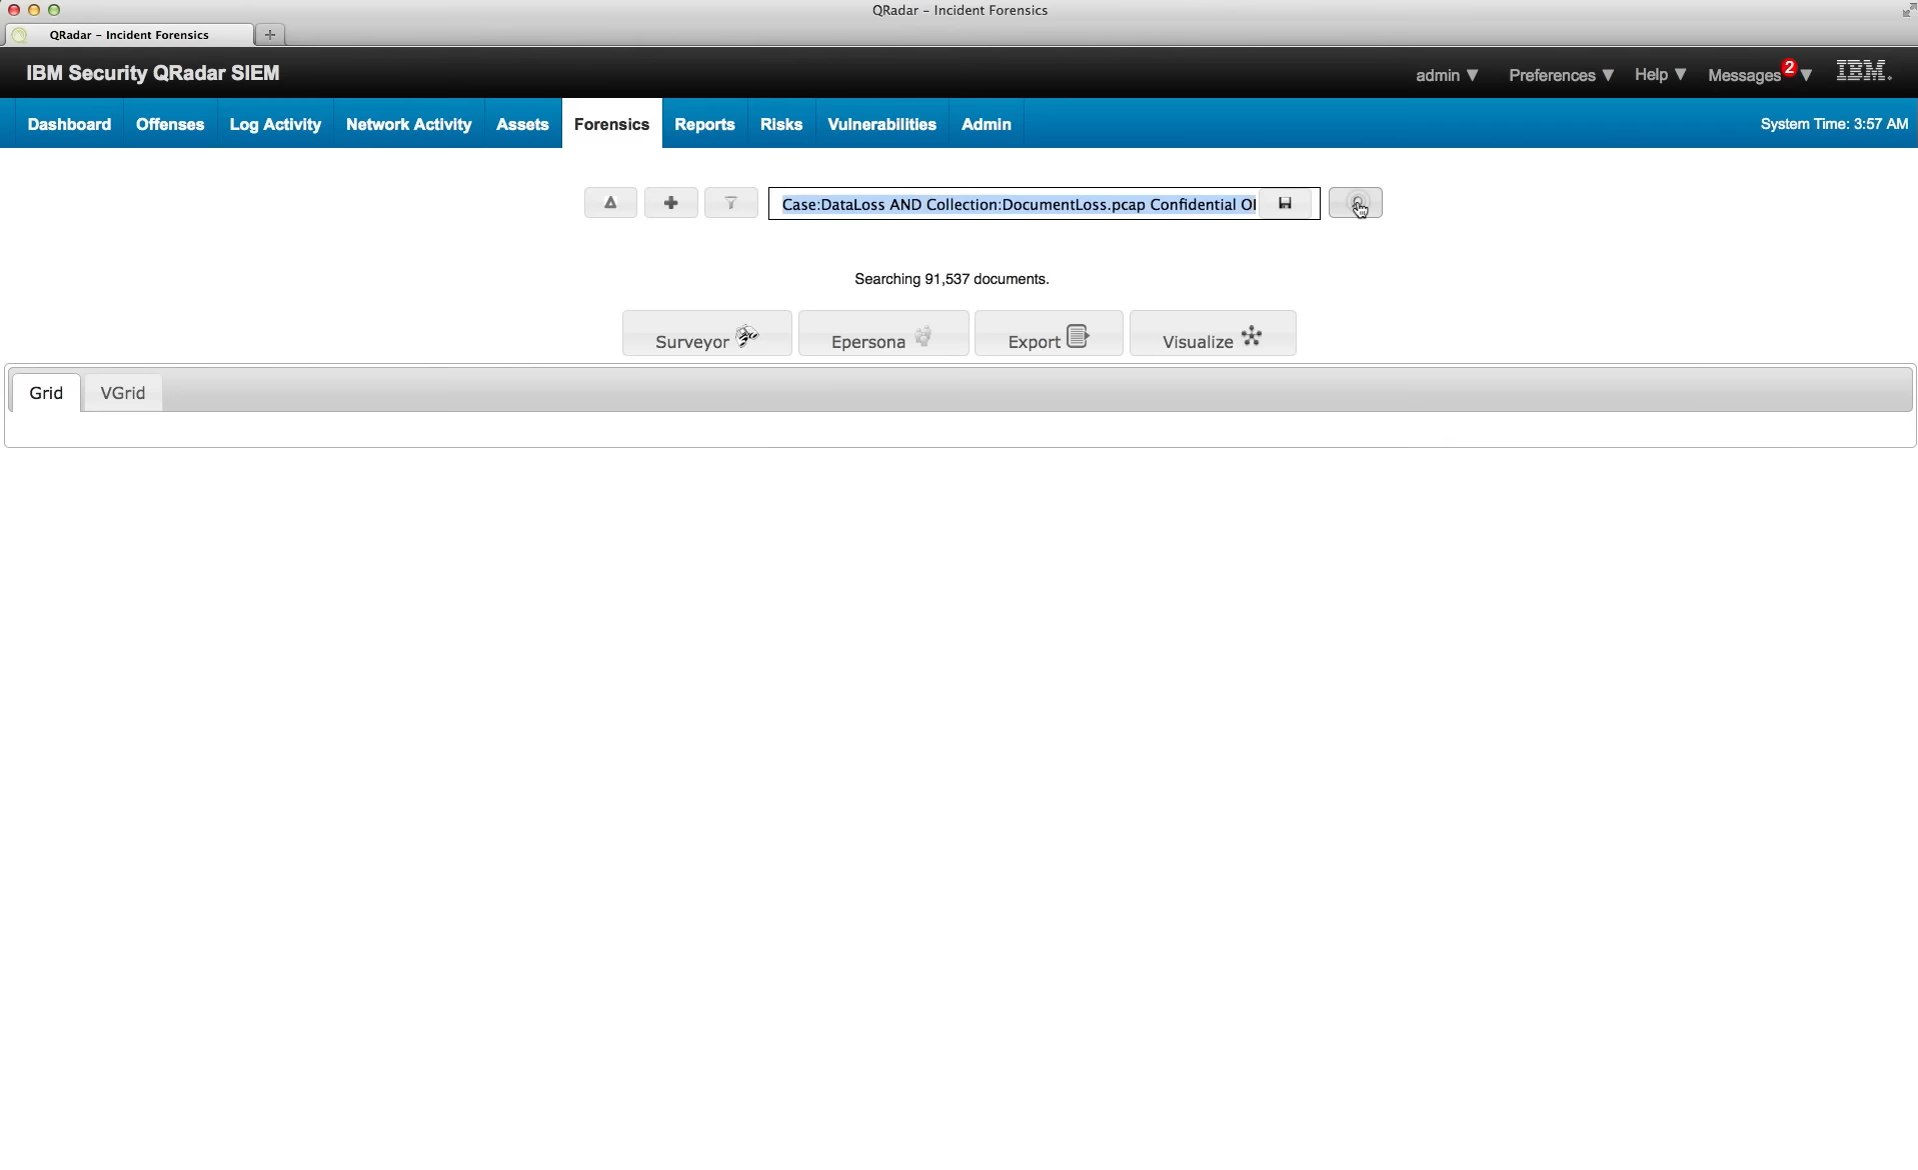 QRadar – Incident Forensics
QRadar – Incident Forensics
IBM Security QRadar SIEM
admin Preferences Help Messages 2 IBM
Dashboard Offenses Log Activity Network Activity Assets Forensics Reports Risks Vulnerabilities Admin System Time: 3:57 AM
Case:DataLoss AND Collection:DocumentLoss.pcap Confidential
Searching 91,537 documents.
Surveyor Epersona Export Visualize
Grid VGrid